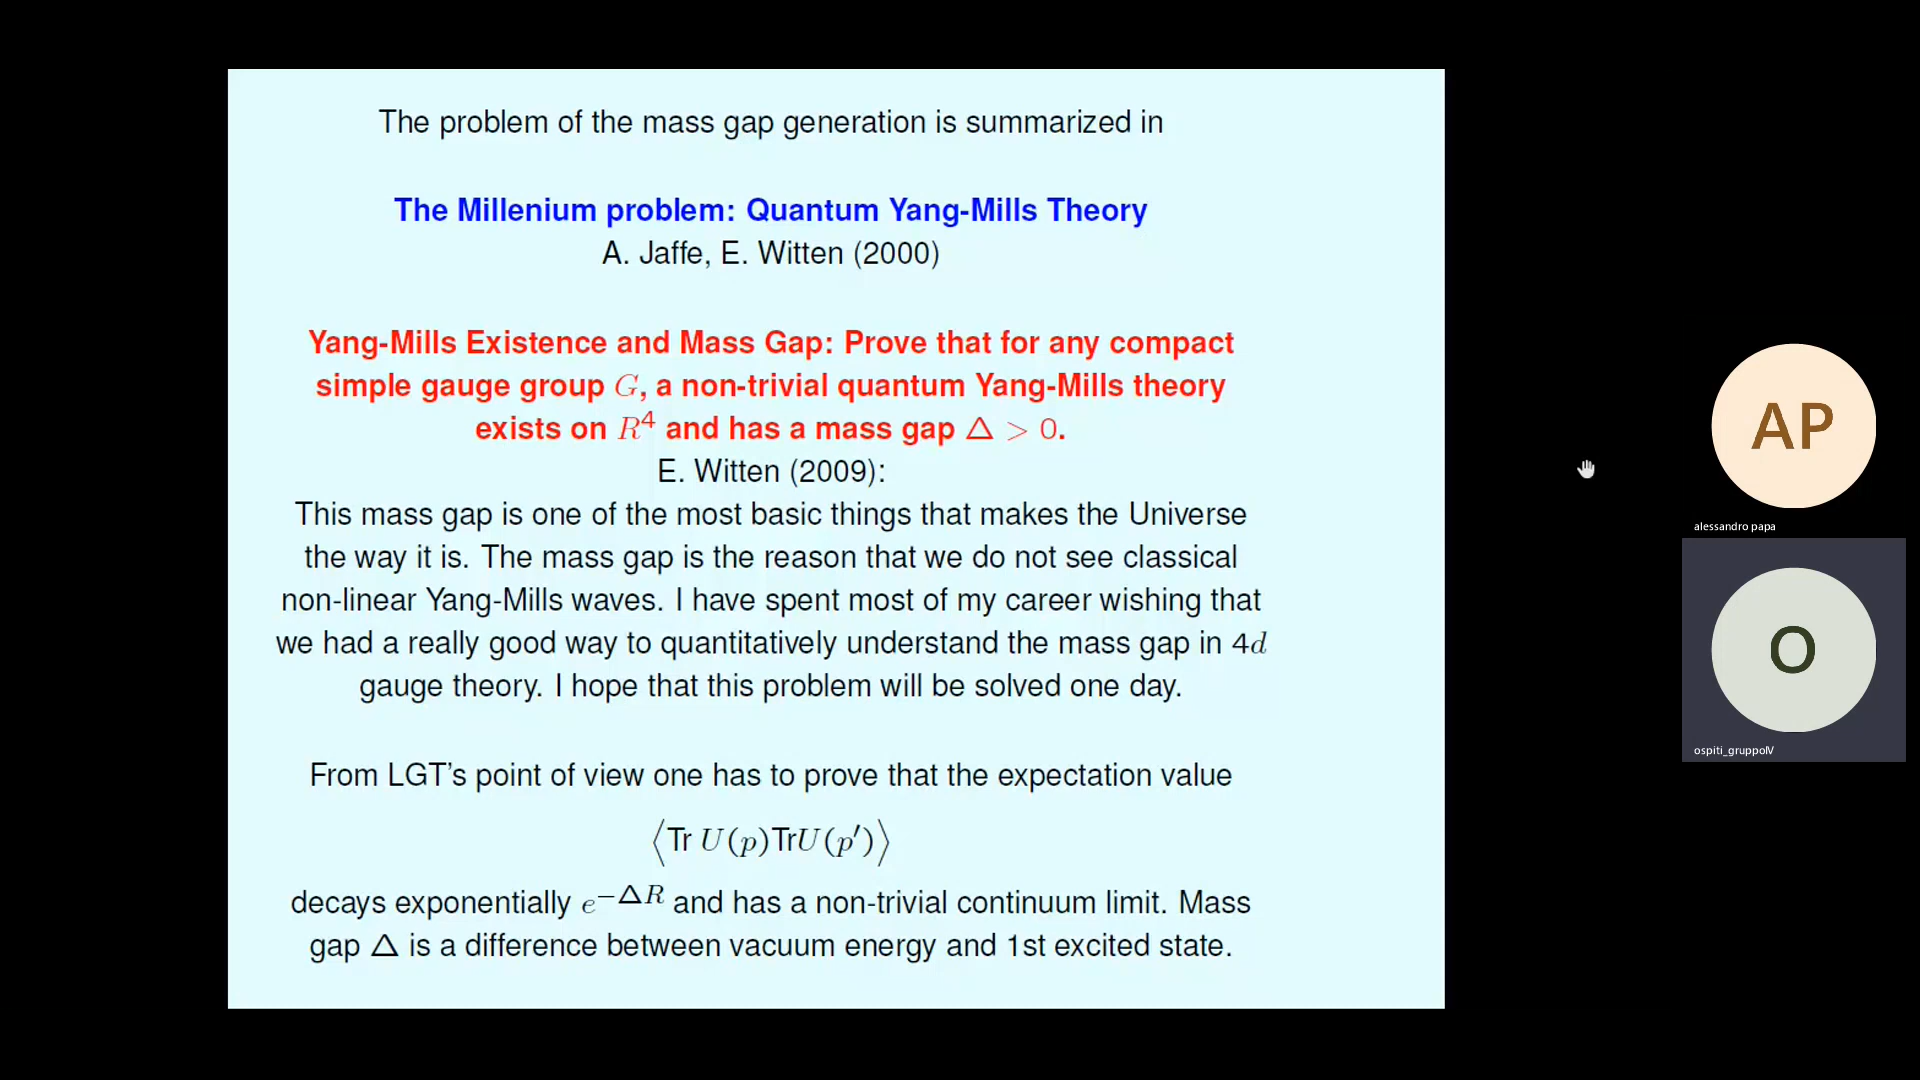 The problem of the mass gap generation is summarized in
The Millenium problem: Quantum Yang-Mills Theory
A. Jaffe, E. Witten (2000)
Yang-Mills Existence and Mass Gap: Prove that for any compact
simple gauge group G, a non-trivial quantum Yang-Mills theory
exists on R⁴ and has a mass gap Δ > 0.
E. Witten (2009):
This mass gap is one of the most basic things that makes the Universe
the way it is. The mass gap is the reason that we do not see classical
non-linear Yang-Mills waves. I have spent most of my career wishing that
we had a really good way to quantitatively understand the mass gap in 4d
gauge theory. I hope that this problem will be solved one day.
From LGT's point of view one has to prove that the expectation value
⟨Tr U(p)TrU(p′)⟩
decays exponentially e^{−ΔR} and has a non-trivial continuum limit. Mass
gap Δ is a difference between vacuum energy and 1st excited state.
AP
alessandro papa
O
ospiti_gruppoIV